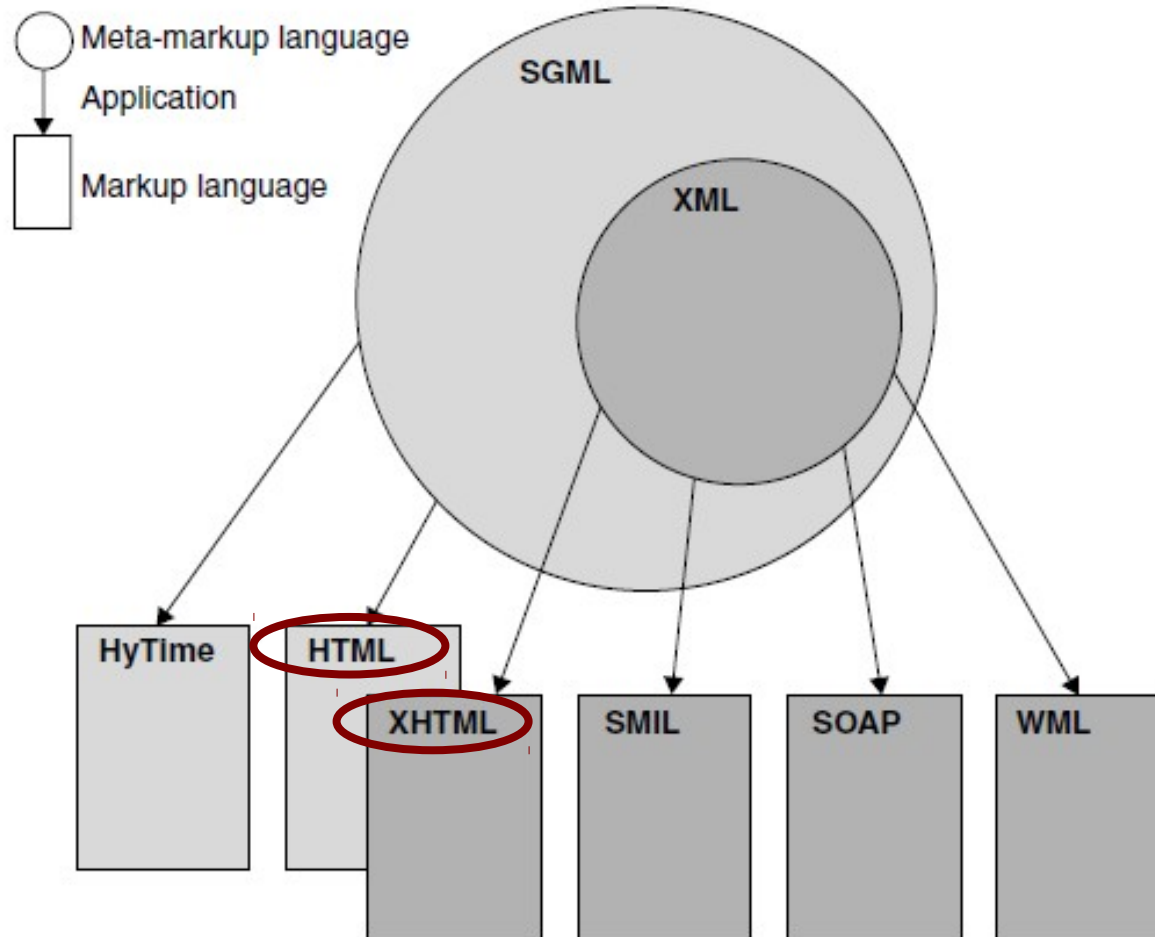 Meta-markup language
Application
Markup language
SGML
XML
HyTime
HTML
XHTML
SMIL
SOAP
WML